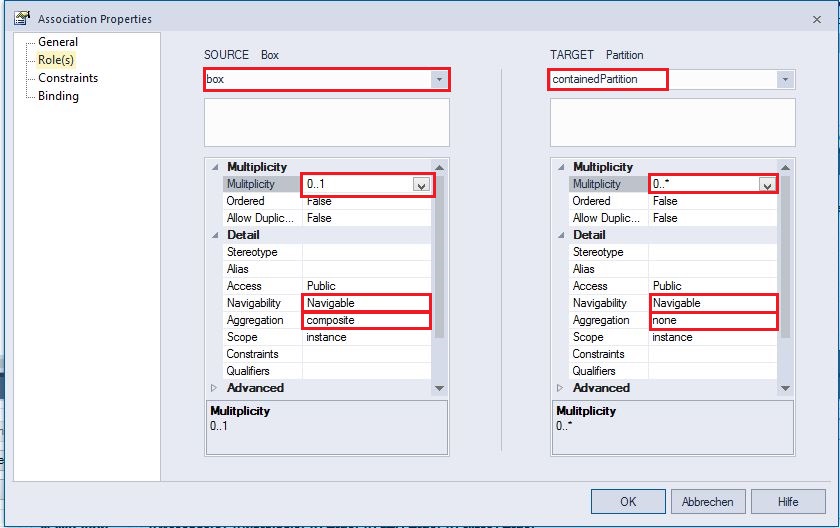 Association Properties
General
Role(s)
Constraints
Binding
SOURCE Box
box
Multiplicity
Mulitplicity 0..1
Ordered False
Allow Duplic... False
Detail
Stereotype
Alias
Access Public
Navigability Navigable
Aggregation composite
Scope instance
Constraints
Qualifiers
Advanced
Mulitplicity
0..1
TARGET Partition
containedPartition
Multiplicity
Mulitplicity 0..*
Ordered False
Allow Duplic... False
Detail
Stereotype
Alias
Access Public
Navigability Navigable
Aggregation none
Scope instance
Constraints
Qualifiers
Advanced
Mulitplicity
0..*
OK Abbrechen Hilfe